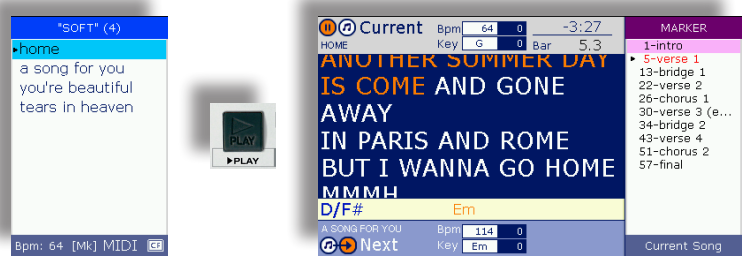 "SOFT" (4)
home
a song for you
you're beautiful
tears in heaven
Bpm: 64 [Mk] MIDI CF
PLAY
▶PLAY
Current Bpm 64 0 -3:27
HOME Key G 0 Bar 5.3
ANOTHER SUMMER DAY
IS COME AND GONE
AWAY
IN PARIS AND ROME
BUT I WANNA GO HOME
MMMH
D/F# Em
A SONG FOR YOU Bpm 114 0
Next Key Em 0
MARKER
1-intro
5-verse 1
13-bridge 1
22-verse 2
26-chorus 1
30-verse 3 (e...
34-bridge 2
43-verse 4
51-chorus 2
57-final
Current Song